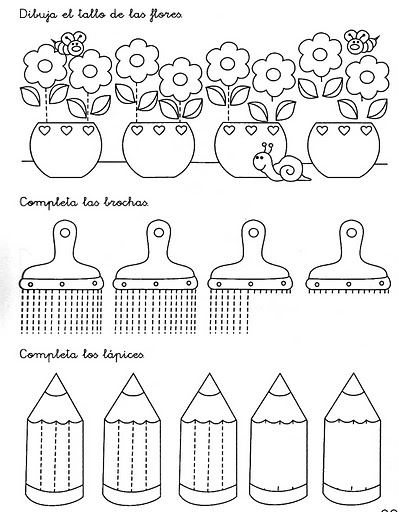 Dibuja el tallo de las flores.
Completa las brochas.
Completa los lápices.